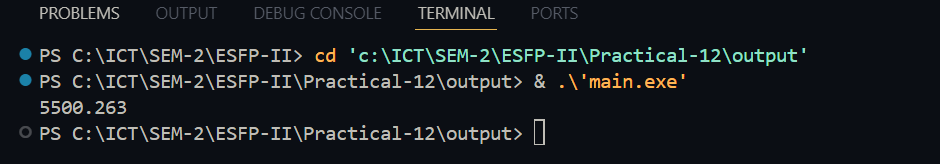 PROBLEMS OUTPUT DEBUG CONSOLE TERMINAL PORTS
PS C:\ICT\SEM-2\ESFP-II> cd 'c:\ICT\SEM-2\ESFP-II\Practical-12\output'
PS C:\ICT\SEM-2\ESFP-II\Practical-12\output> & .\'main.exe'
5500.263
PS C:\ICT\SEM-2\ESFP-II\Practical-12\output>